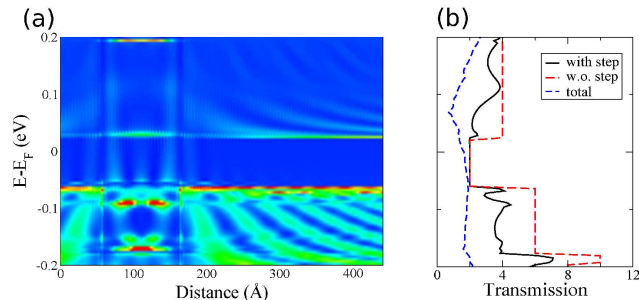 (a)
(b)
E-E_F (eV)
0.2
0.1
0
-0.1
-0.2
0
100
200
300
400
Distance (Å)
with step
w.o. step
total
0
4
8
12
Transmission